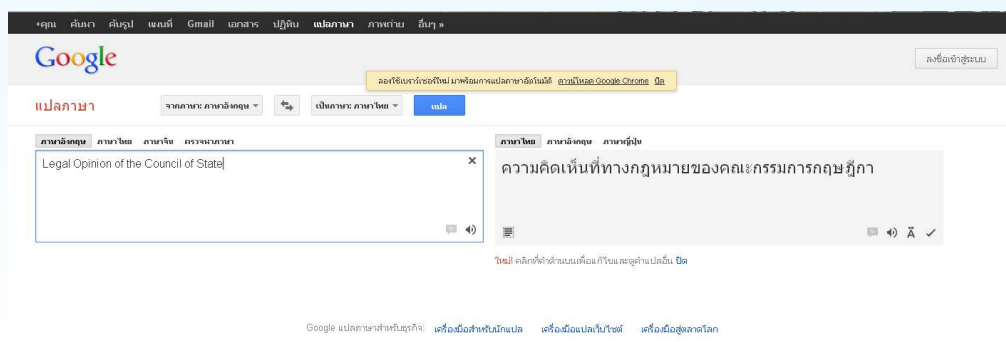 +คุณ ค้นหา ค้นรูป แผนที่ Gmail เอกสาร ปฏิทิน แปลภาษา ภาพถ่าย อื่นๆ »
Google
ลงชื่อเข้าสู่ระบบ
ลองใช้เบราว์เซอร์ใหม่ มาพร้อมการแปลภาษาอัตโนมัติ ดาวน์โหลด Google Chrome ปิด
แปลภาษา จากภาษา: ภาษาอังกฤษ เป็นภาษา: ภาษาไทย แปล
ภาษาอังกฤษ ภาษาไทย ภาษาจีน ตรวจหาภาษา
ภาษาไทย ภาษาอังกฤษ ภาษาญี่ปุ่น
Legal Opinion of the Council of State
ความคิดเห็นที่ทางกฎหมายของคณะกรรมการกฤษฎีกา
ใหม่! คลิกที่คำด้านบนเพื่อแก้ไขและดูคำแปลอื่น ปิด
Google แปลภาษาสำหรับธุรกิจ: เครื่องมือสำหรับนักแปล เครื่องมือแปลเว็บไซต์ เครื่องมือสู่ตลาดโลก